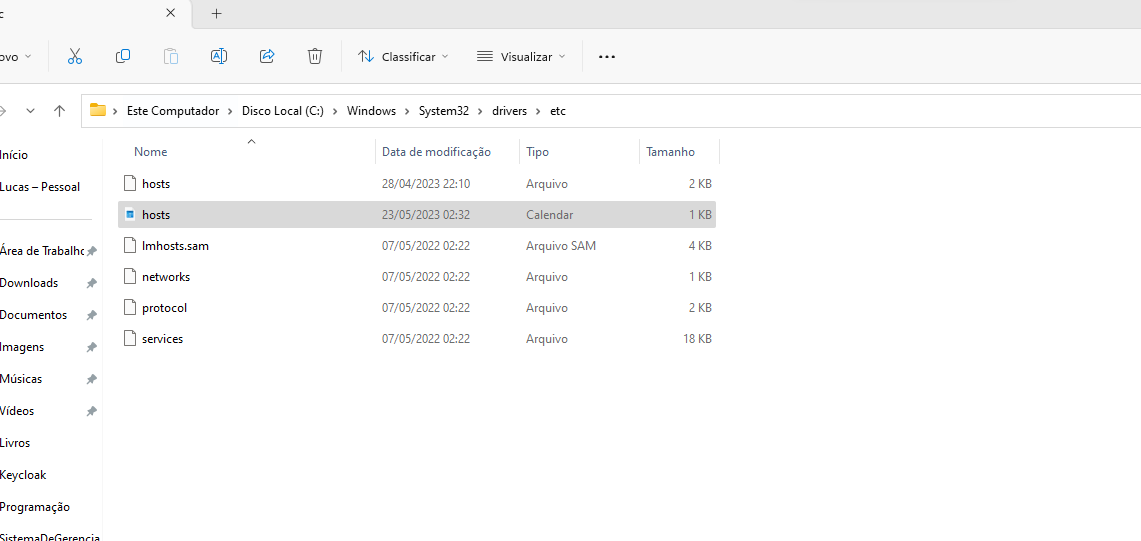 c
ovo
Classificar
Visualizar
Este Computador
Disco Local (C:)
Windows
System32
drivers
etc
Início
Lucas – Pessoal
Área de Trabalho
Downloads
Documentos
Imagens
Músicas
Vídeos
Livros
Keycloak
Programação
SistemaDeGerencia
Nome Data de modificação Tipo Tamanho
hosts 28/04/2023 22:10 Arquivo 2 KB
hosts 23/05/2023 02:32 Calendar 1 KB
lmhosts.sam 07/05/2022 02:22 Arquivo SAM 4 KB
networks 07/05/2022 02:22 Arquivo 1 KB
protocol 07/05/2022 02:22 Arquivo 2 KB
services 07/05/2022 02:22 Arquivo 18 KB